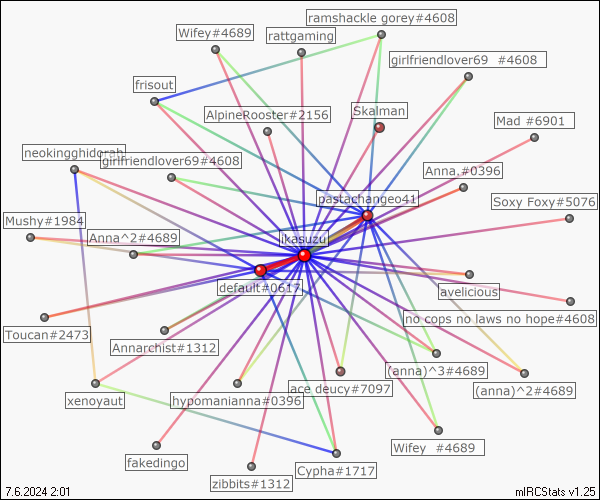 ramshackle gorey#4608
Wifey#4689
rattgaming
girlfriendlover69 #4608
frisout
AlpineRooster#2156
Skalman
Mad #6901
neokingghidorah
girlfriendlover69#4608
Anna.#0396
pastachangeo41
Soxy Foxy#5076
Mushy#1984
Anna^2#4689
ikasuzu
default#0617
avelicious
no cops no laws no hope#4608
Toucan#2473
Annarchist#1312
(anna)^3#4689
ace deucy#7097
(anna)^2#4689
xenoyaut
hypomanianna#0396
Wifey #4689
fakedingo
Cypha#1717
zibbits#1312
7.6.2024 2:01
mIRCStats v1.25